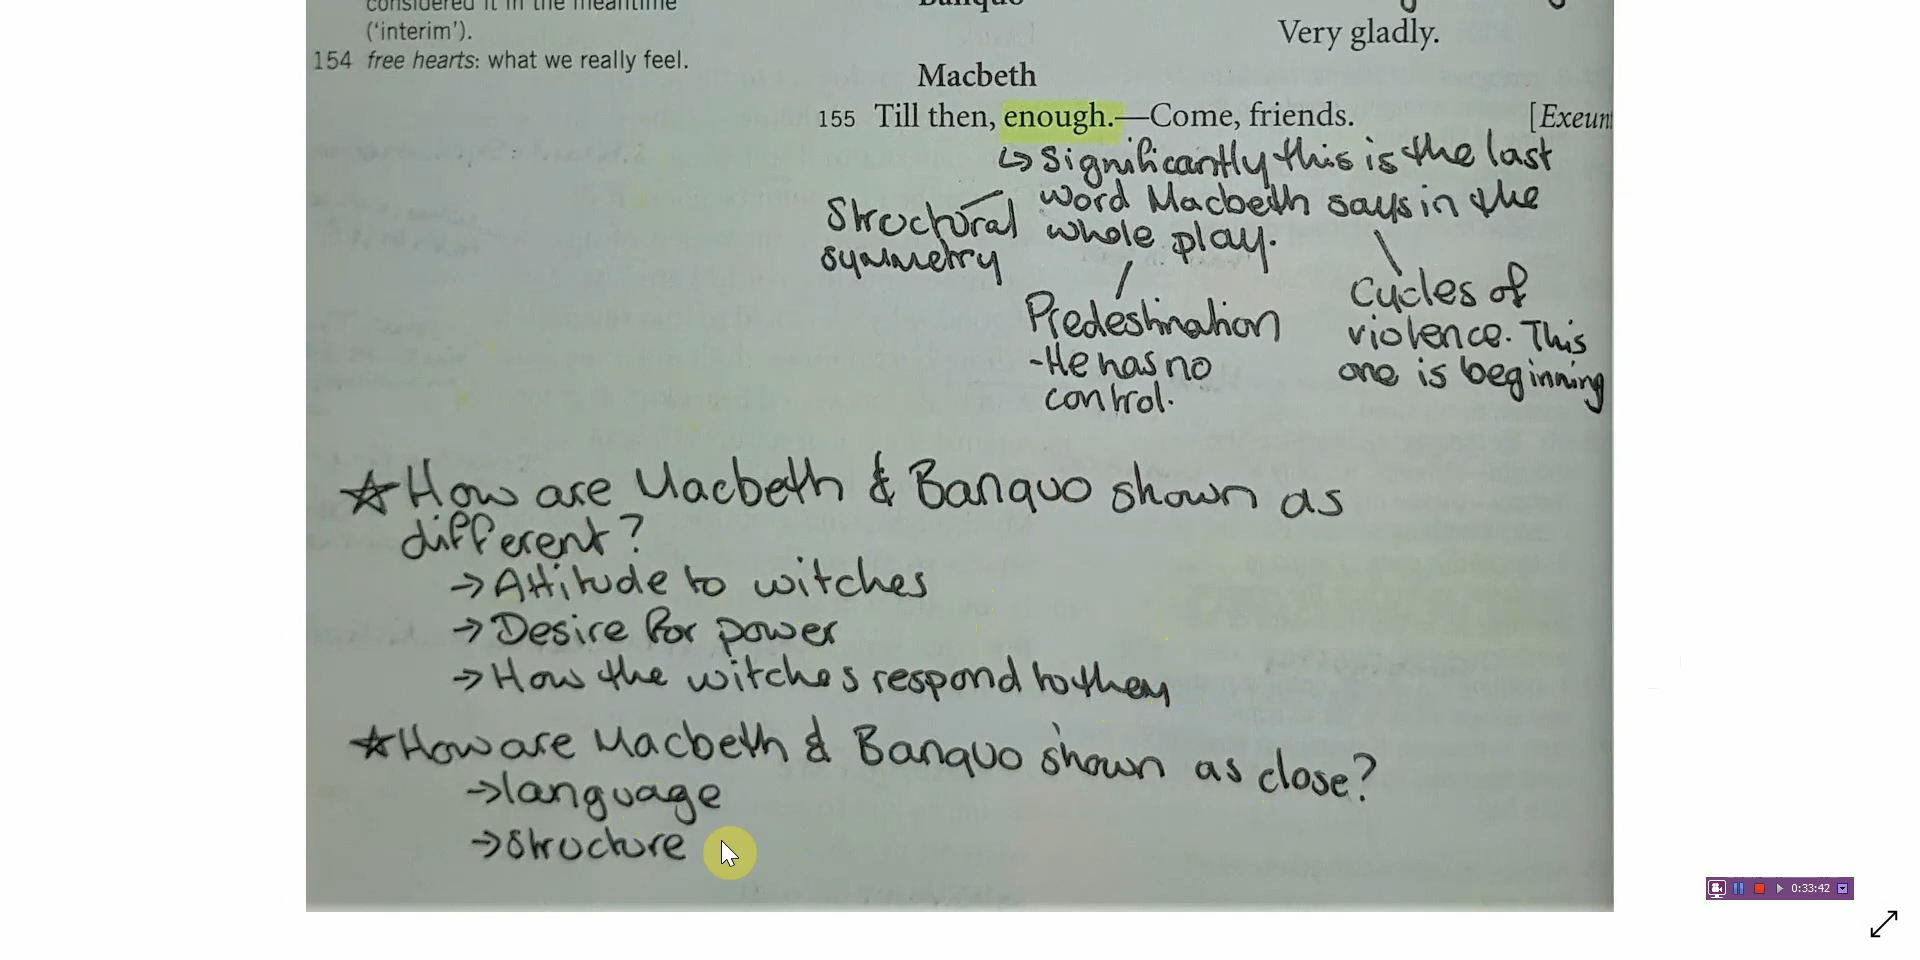 considered it in the meantime
('interim').
154 free hearts: what we really feel.
Banquo
Very gladly.
Macbeth
155 Till then, enough.—Come, friends. [Exeunt
↳ Significantly this is the last
word Macbeth says in the
whole play.
Structural
symmetry
Predestination
-He has no
control.
Cycles of
violence. This
one is beginning
☆How are Macbeth & Banquo shown as
different?
→Attitude to witches
→Desire for power
→How the witches respond to them
☆How are Macbeth & Banquo shown as close?
→language
→structure
0:33:42